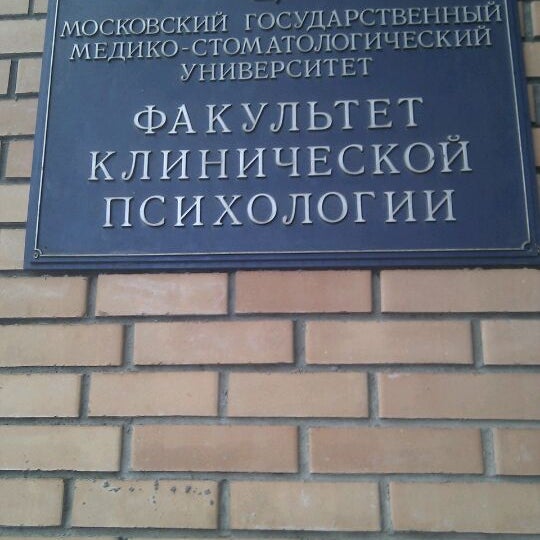 МОСКОВСКИЙ ГОСУДАРСТВЕННЫЙ
МЕДИКО-СТОМАТОЛОГИЧЕСКИЙ
УНИВЕРСИТЕТ
ФАКУЛЬТЕТ
КЛИНИЧЕСКОЙ
ПСИХОЛОГИИ